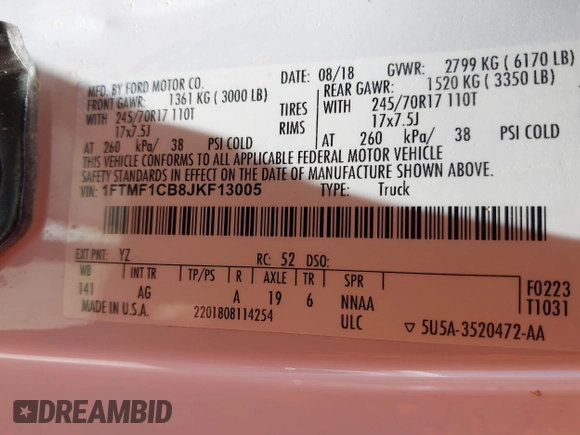 MFD. BY FORD MOTOR CO.
DATE: 08/18 GVWR: 2799 KG ( 6170 LB)
FRONT GAWR: 1361 KG ( 3000 LB) REAR GAWR: 1520 KG ( 3350 LB)
WITH 245/70R17 110T TIRES WITH 245/70R17 110T
17x7.5J RIMS 17x7.5J
AT 260 kPa/ 38 PSI COLD AT 260 kPa/ 38 PSI COLD
THIS VEHICLE CONFORMS TO ALL APPLICABLE FEDERAL MOTOR VEHICLE
SAFETY STANDARDS IN EFFECT ON THE DATE OF MANUFACTURE SHOWN ABOVE.
VIN: 1FTMF1CB8JKF13005 TYPE: Truck
EXT PNT: YZ RC: 52 DSO:
WB INT TR TP/PS R AXLE TR SPR
141 AG A 19 6 NNAA
F0223
T1031
MADE IN U.S.A. 2201808114254 ULC ▽ 5U5A-3520472-AA
DREAMBID